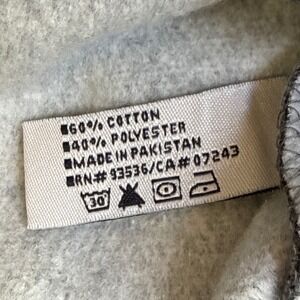 ■60% COTTON
■40% POLYESTER
■MADE IN PAKISTAN
■RN# 93536/CA# 07243
30°